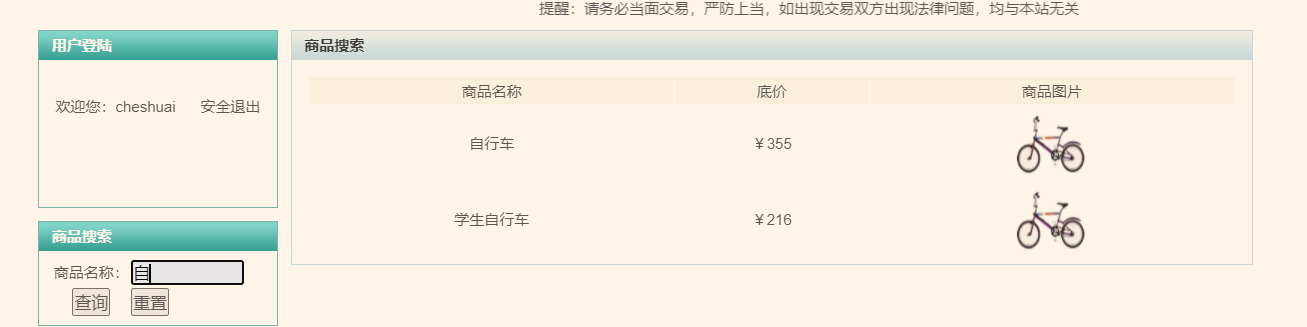 提醒：请务必当面交易，严防上当，如出现交易双方出现法律问题，均与本站无关
用户登陆
欢迎您：cheshuai 安全退出
商品搜索
商品名称：自
查询 重置
商品搜索
商品名称 底价 商品图片
自行车 ￥355
学生自行车 ￥216